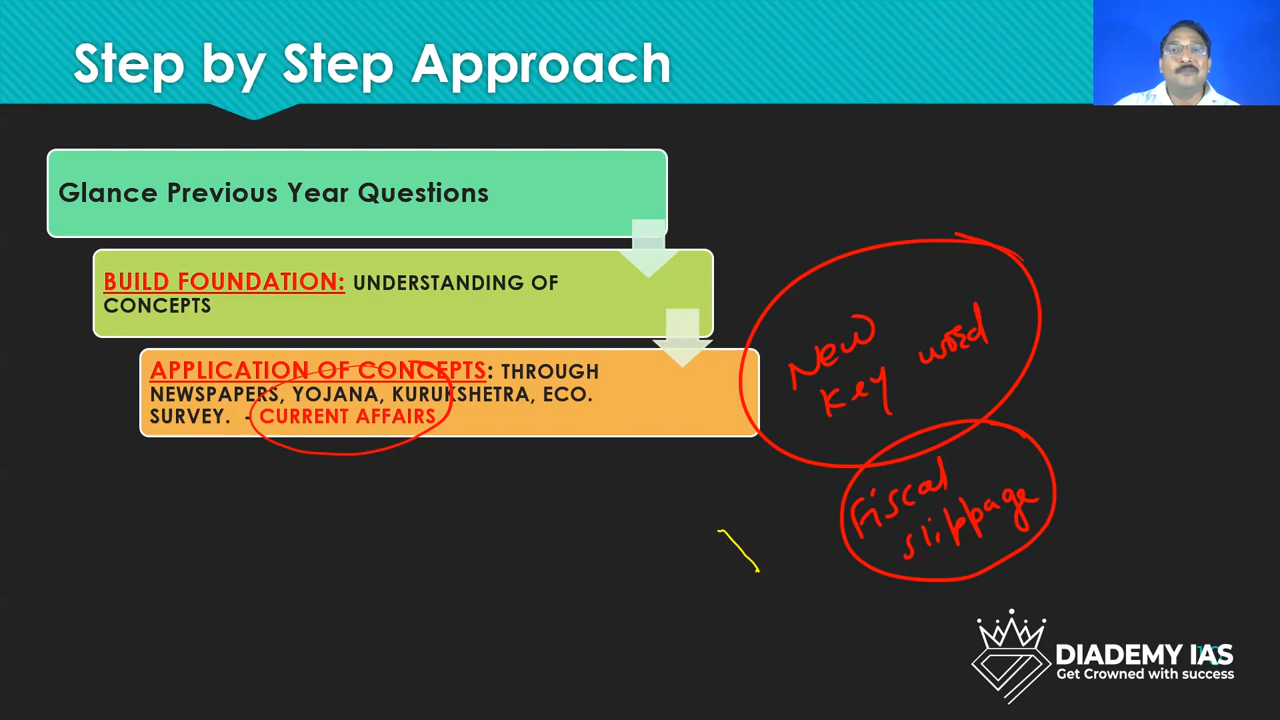 Step by Step Approach
Glance Previous Year Questions
BUILD FOUNDATION: UNDERSTANDING OF
CONCEPTS
APPLICATION OF CONCEPTS: THROUGH
NEWSPAPERS, YOJANA, KURUKSHETRA, ECO.
SURVEY. - CURRENT AFFAIRS
New
key word
Fiscal
slippage
DIADEMY IAS
Get Crowned with success